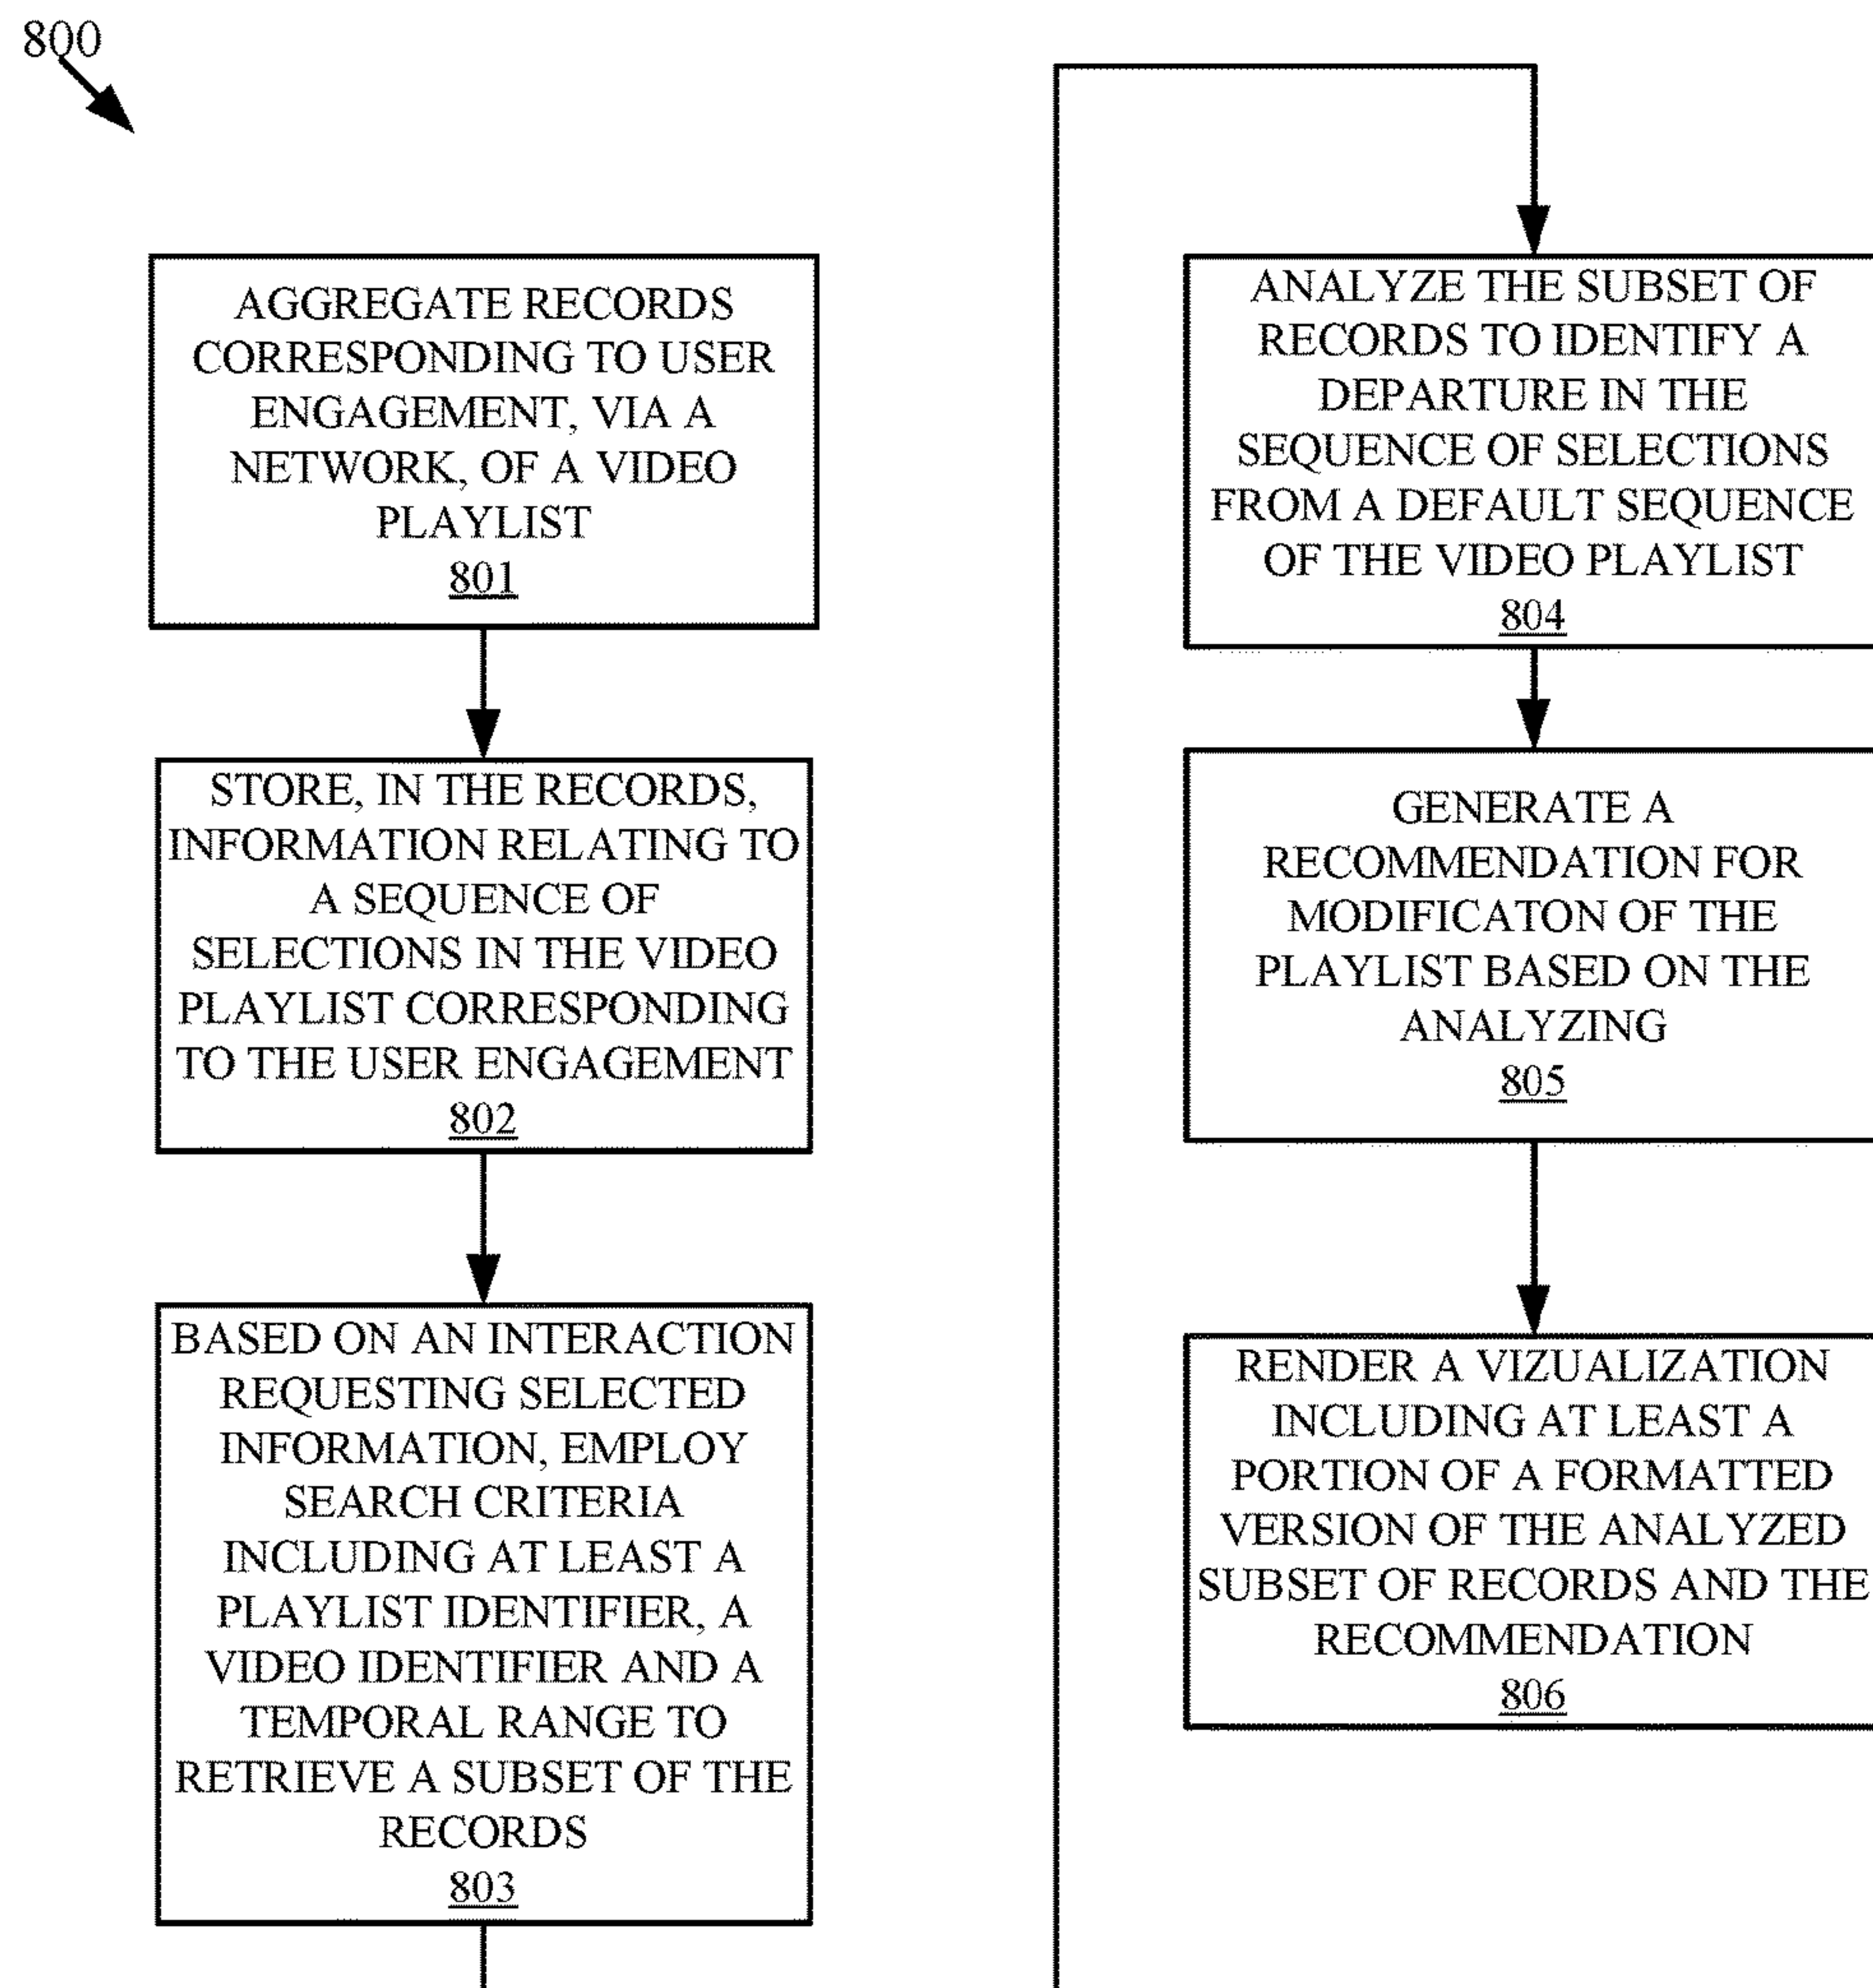 800
AGGREGATE RECORDS
CORRESPONDING TO USER
ENGAGEMENT, VIA A
NETWORK, OF A VIDEO
PLAYLIST
801
STORE, IN THE RECORDS,
INFORMATION RELATING TO
A SEQUENCE OF
SELECTIONS IN THE VIDEO
PLAYLIST CORRESPONDING
TO THE USER ENGAGEMENT
802
BASED ON AN INTERACTION
REQUESTING SELECTED
INFORMATION, EMPLOY
SEARCH CRITERIA
INCLUDING AT LEAST A
PLAYLIST IDENTIFIER, A
VIDEO IDENTIFIER AND A
TEMPORAL RANGE TO
RETRIEVE A SUBSET OF THE
RECORDS
803
ANALYZE THE SUBSET OF
RECORDS TO IDENTIFY A
DEPARTURE IN THE
SEQUENCE OF SELECTIONS
FROM A DEFAULT SEQUENCE
OF THE VIDEO PLAYLIST
804
GENERATE A
RECOMMENDATION FOR
MODIFICATON OF THE
PLAYLIST BASED ON THE
ANALYZING
805
RENDER A VIZUALIZATION
INCLUDING AT LEAST A
PORTION OF A FORMATTED
VERSION OF THE ANALYZED
SUBSET OF RECORDS AND THE
RECOMMENDATION
806